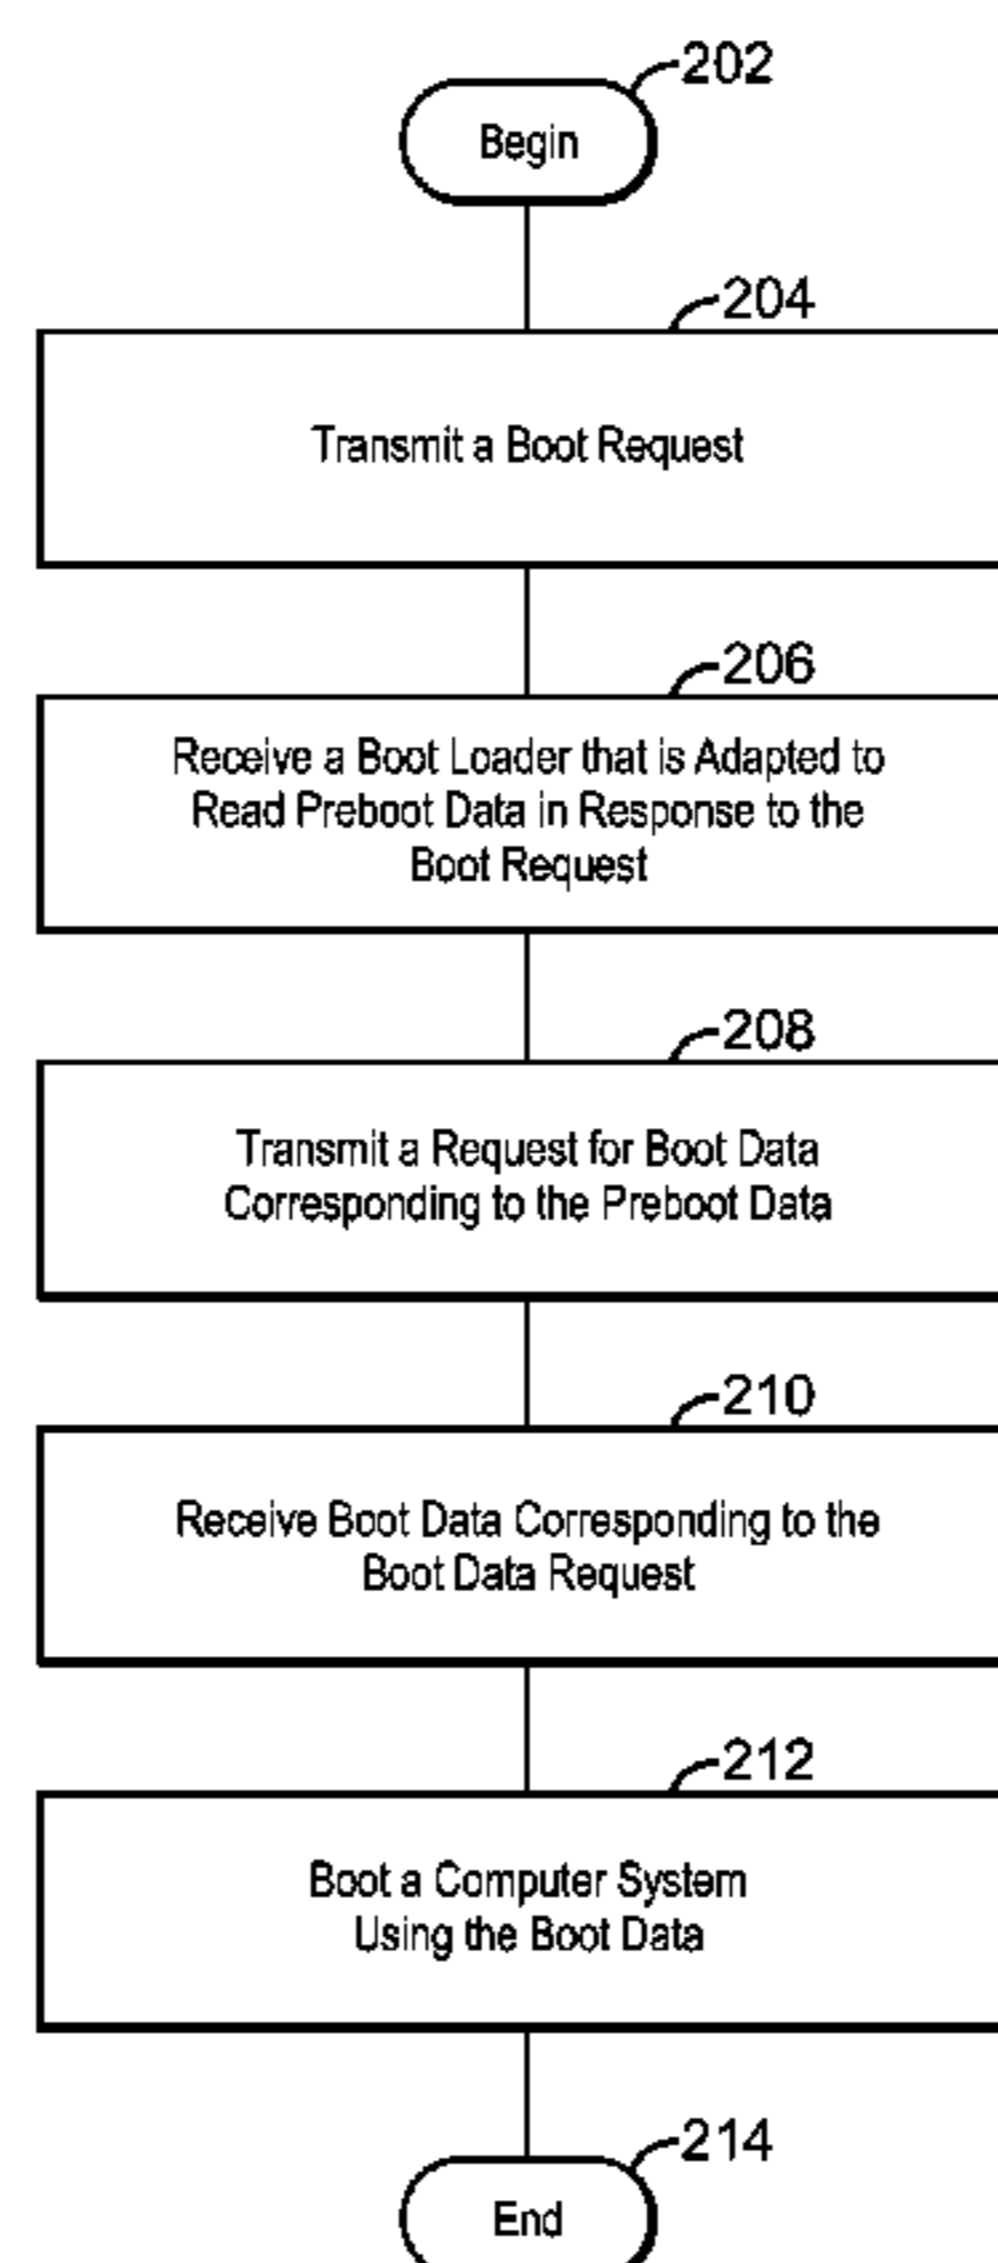 202
Begin
204
Transmit a Boot Request
206
Receive a Boot Loader that is Adapted to
Read Preboot Data in Response to the
Boot Request
208
Transmit a Request for Boot Data
Corresponding to the Preboot Data
210
Receive Boot Data Corresponding to the
Boot Data Request
212
Boot a Computer System
Using the Boot Data
214
End